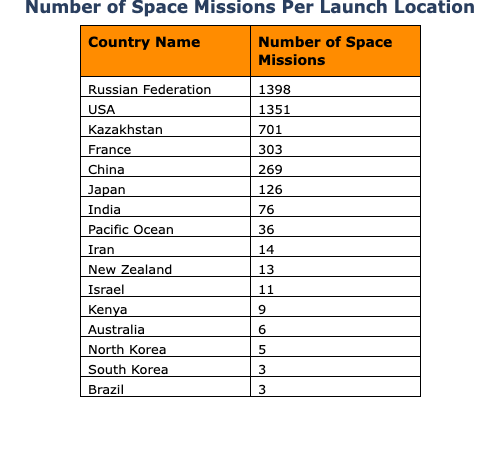 Number of Space Missions Per Launch Location
Country Name Number of Space
Missions
Russian Federation 1398
USA 1351
Kazakhstan 701
France 303
China 269
Japan 126
India 76
Pacific Ocean 36
Iran 14
New Zealand 13
Israel 11
Kenya 9
Australia 6
North Korea 5
South Korea 3
Brazil 3